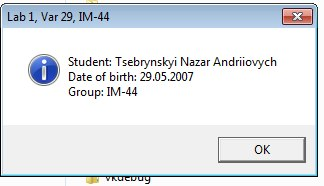 Lab 1, Var 29, IM-44
Student: Tsebrynskyi Nazar Andriiovych
Date of birth: 29.05.2007
Group: IM-44
OK
vkdebug